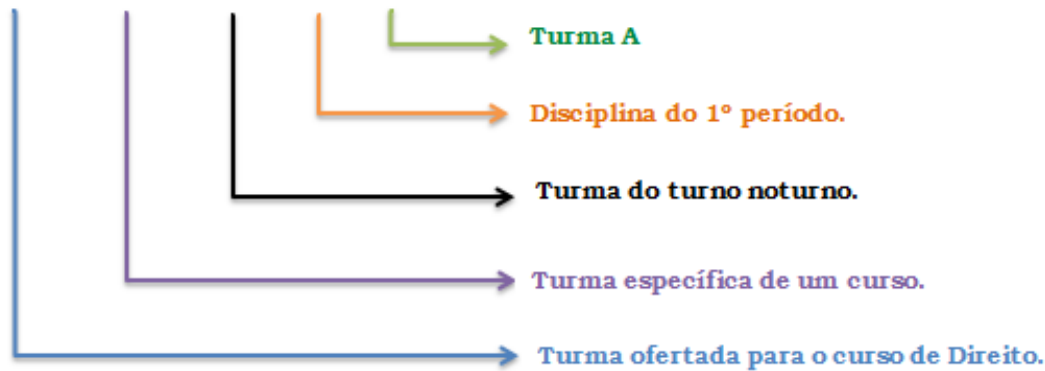 Turma A
Disciplina do 1º período.
Turma do turno noturno.
Turma específica de um curso.
Turma ofertada para o curso de Direito.